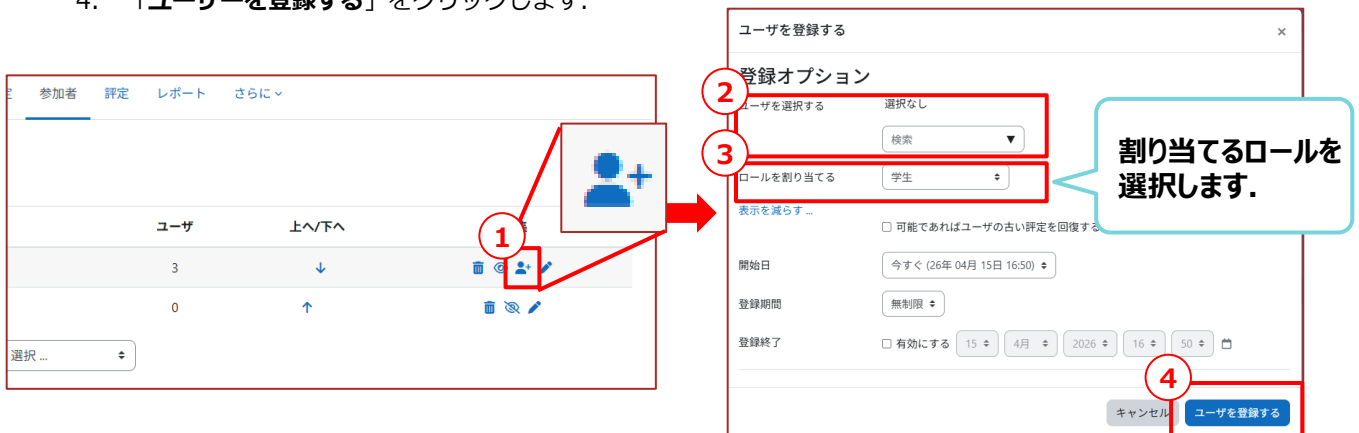 4. 「ユーザーを登録する」をクリックします.
参加者 評定 レポート さらに
ユーザ 上へ/下へ
1
3
0
選択 ...
ユーザを登録する ×
登録オプション
2
ユーザを選択する 選択なし
検索 ▼
3
ロールを割り当てる 学生
割り当てるロールを
選択します.
表示を減らす ...
可能であればユーザの古い評定を回復する
開始日 今すぐ (26年 04月 15日 16:50)
登録期間 無制限
登録終了 有効にする 15 4月 2026 16 50
4
キャンセル ユーザを登録する